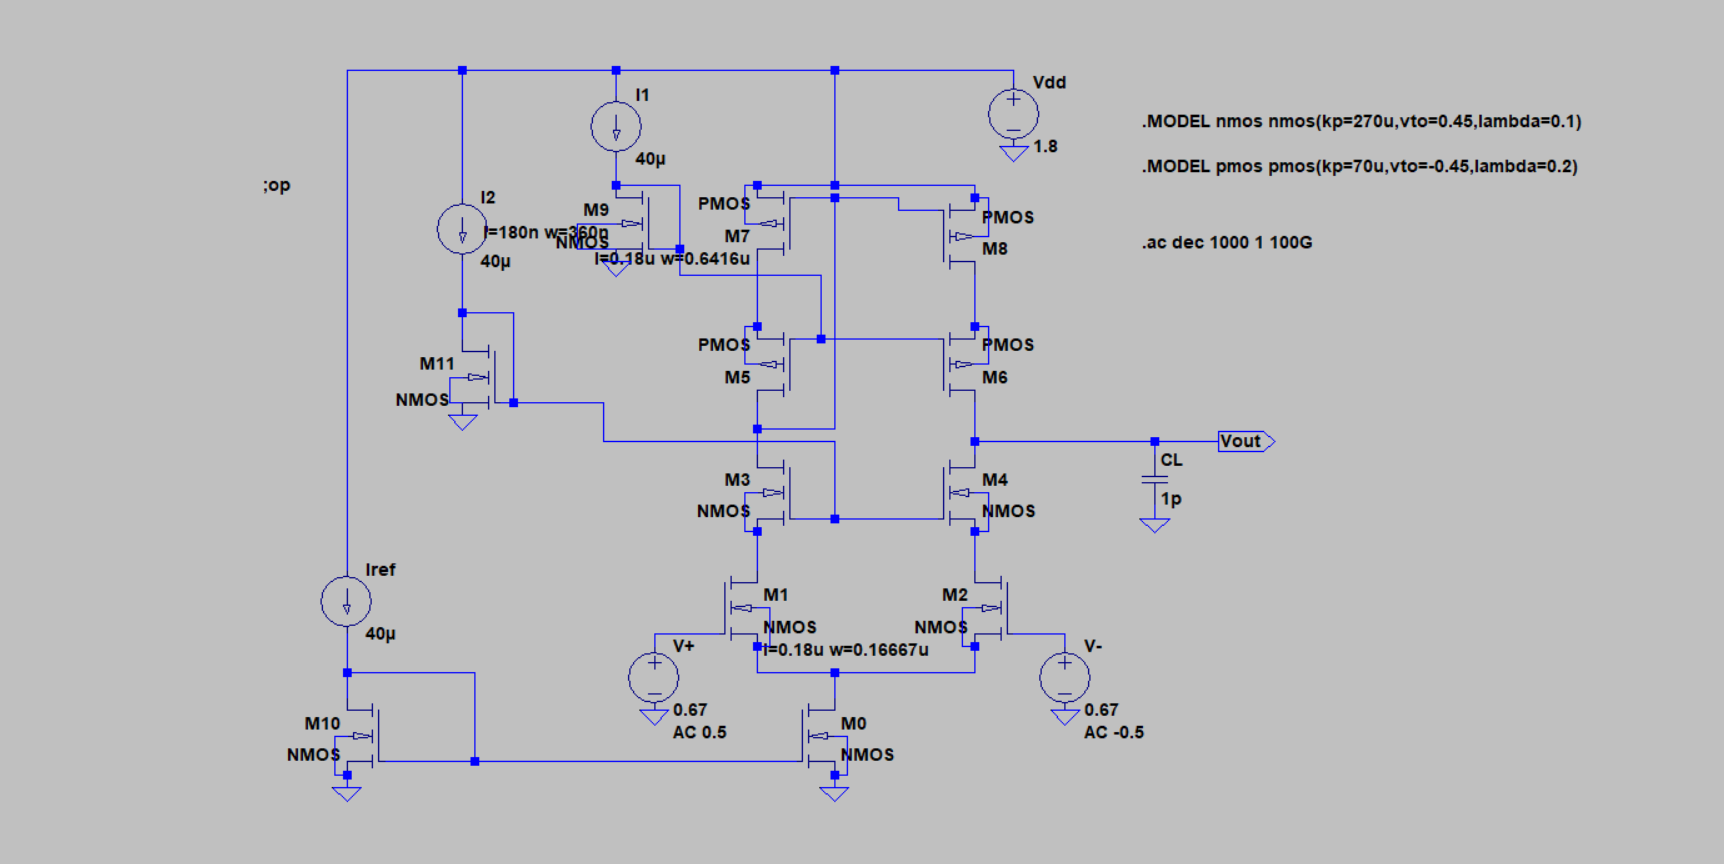 Vdd
1.8
.MODEL nmos nmos(kp=270u,vto=0.45,lambda=0.1)
.MODEL pmos pmos(kp=70u,vto=-0.45,lambda=0.2)
.ac dec 1000 1 100G
;op
I1
40µ
I2
40µ
l=180n w=360n
M9
NMOS
l=0.18u w=0.6416u
PMOS
M7
PMOS
M8
PMOS
M5
PMOS
M6
M11
NMOS
Vout
CL
1p
M3
NMOS
M4
NMOS
Iref
40µ
M1
NMOS
l=0.18u w=0.16667u
M2
NMOS
V+
0.67
AC 0.5
V-
0.67
AC -0.5
M10
NMOS
M0
NMOS